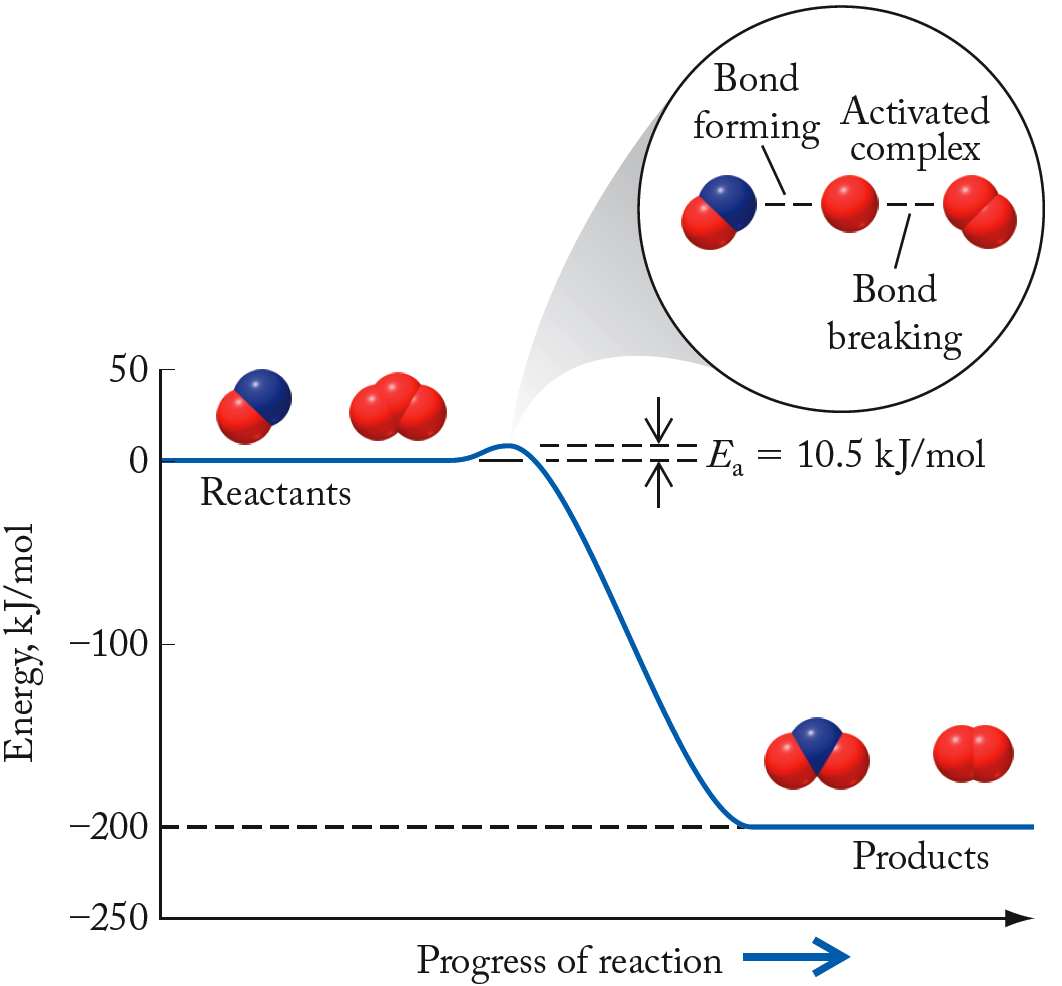 Bond
forming
Activated
complex
Bond
breaking
50
0
Reactants
Eₐ = 10.5 kJ/mol
Energy, kJ/mol
−100
−200
Products
−250
Progress of reaction